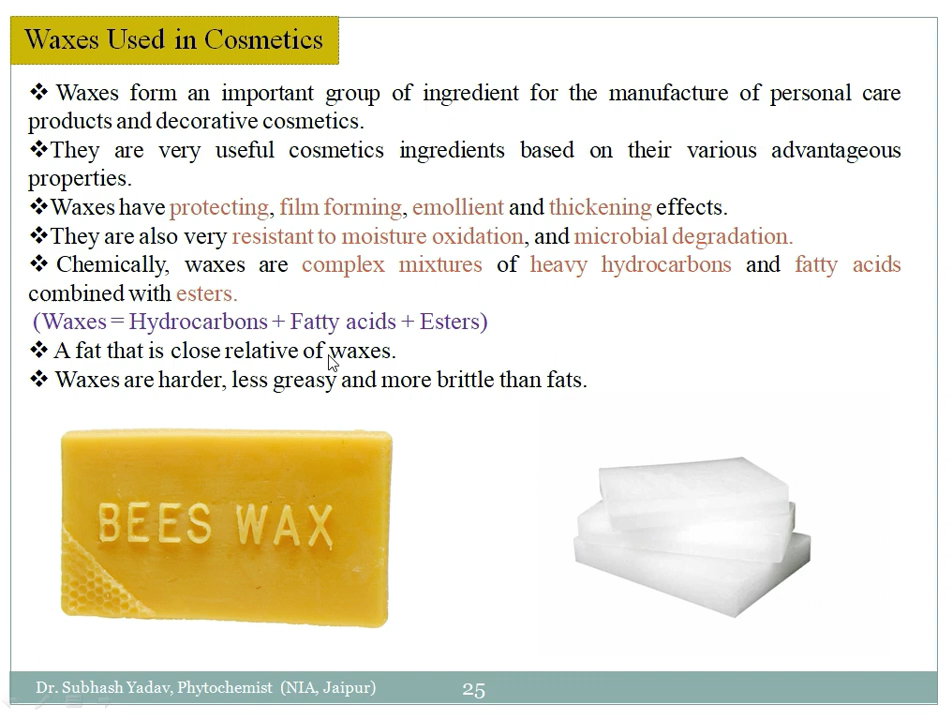 Waxes Used in Cosmetics
❖ Waxes form an important group of ingredient for the manufacture of personal care
products and decorative cosmetics.
❖They are very useful cosmetics ingredients based on their various advantageous
properties.
❖Waxes have protecting, film forming, emollient and thickening effects.
❖They are also very resistant to moisture oxidation, and microbial degradation.
❖ Chemically, waxes are complex mixtures of heavy hydrocarbons and fatty acids
combined with esters.
(Waxes = Hydrocarbons + Fatty acids + Esters)
❖ A fat that is close relative of waxes.
❖ Waxes are harder, less greasy and more brittle than fats.
BEES WAX
Dr. Subhash Yadav, Phytochemist (NIA, Jaipur) 25